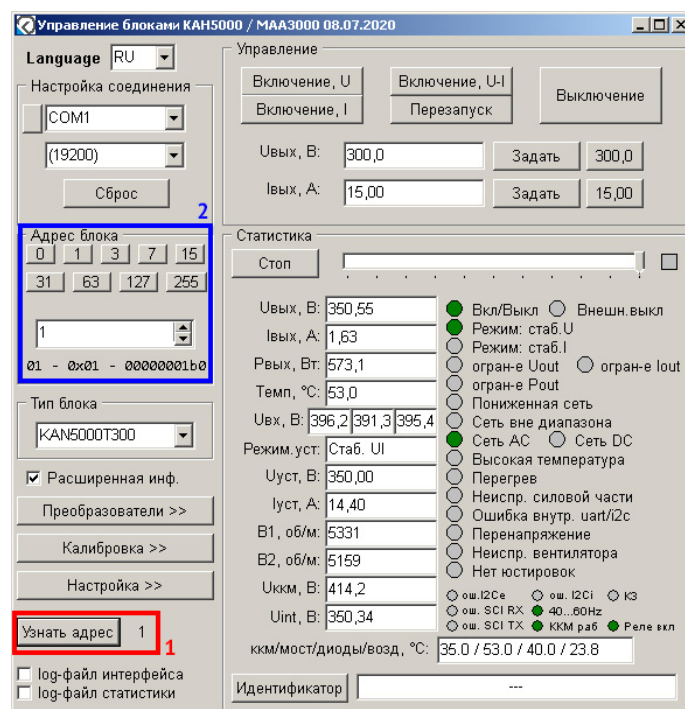 Управление блоками КАН5000 / МАА3000 08.07.2020
Language RU
Настройка соединения
COM1
(19200)
Сброс
2
Адрес блока
0 1 3 7 15
31 63 127 255
1
01 - 0x01 - 00000001b0
Тип блока
KAN5000T300
Расширенная инф.
Преобразователи >>
Калибровка >>
Настройка >>
Узнать адрес 1
1
log-файл интерфейса
log-файл статистики
Управление
Включение, U Включение, U-I Выключение
Включение, I Перезапуск
Uвых, В: 300,0 Задать 300,0
Iвых, А: 15,00 Задать 15,00
Статистика
Стоп
Uвых, В: 350,55
Iвых, А: 1,63
Pвых, Вт: 573,1
Темп, °C: 53,0
Uвх, В: 396,2 391,3 395,4
Режим.уст: Стаб. UI
Uуст, В: 350,00
Iуст, А: 14,40
В1, об/м: 5331
В2, об/м: 5159
Uккм, В: 414,2
Uint, В: 350,34
Вкл/Выкл Внешн.выкл
Режим: стаб.U
Режим: стаб.I
огран-е Uout огран-е Iout
огран-е Pout
Пониженная сеть
Сеть вне диапазона
Сеть AC Сеть DC
Высокая температура
Перегрев
Неиспр. силовой части
Ошибка внутр. uart/i2c
Перенапряжение
Неиспр. вентилятора
Нет юстировок
ош.I2Ce ош. I2Ci КЗ
ош. SCI RX 40...60Hz
ош. SCI TX ККМ раб Реле вкл
ккм/мост/диоды/возд, °C: 35.0 / 53.0 / 40.0 / 23.8
Идентификатор ---